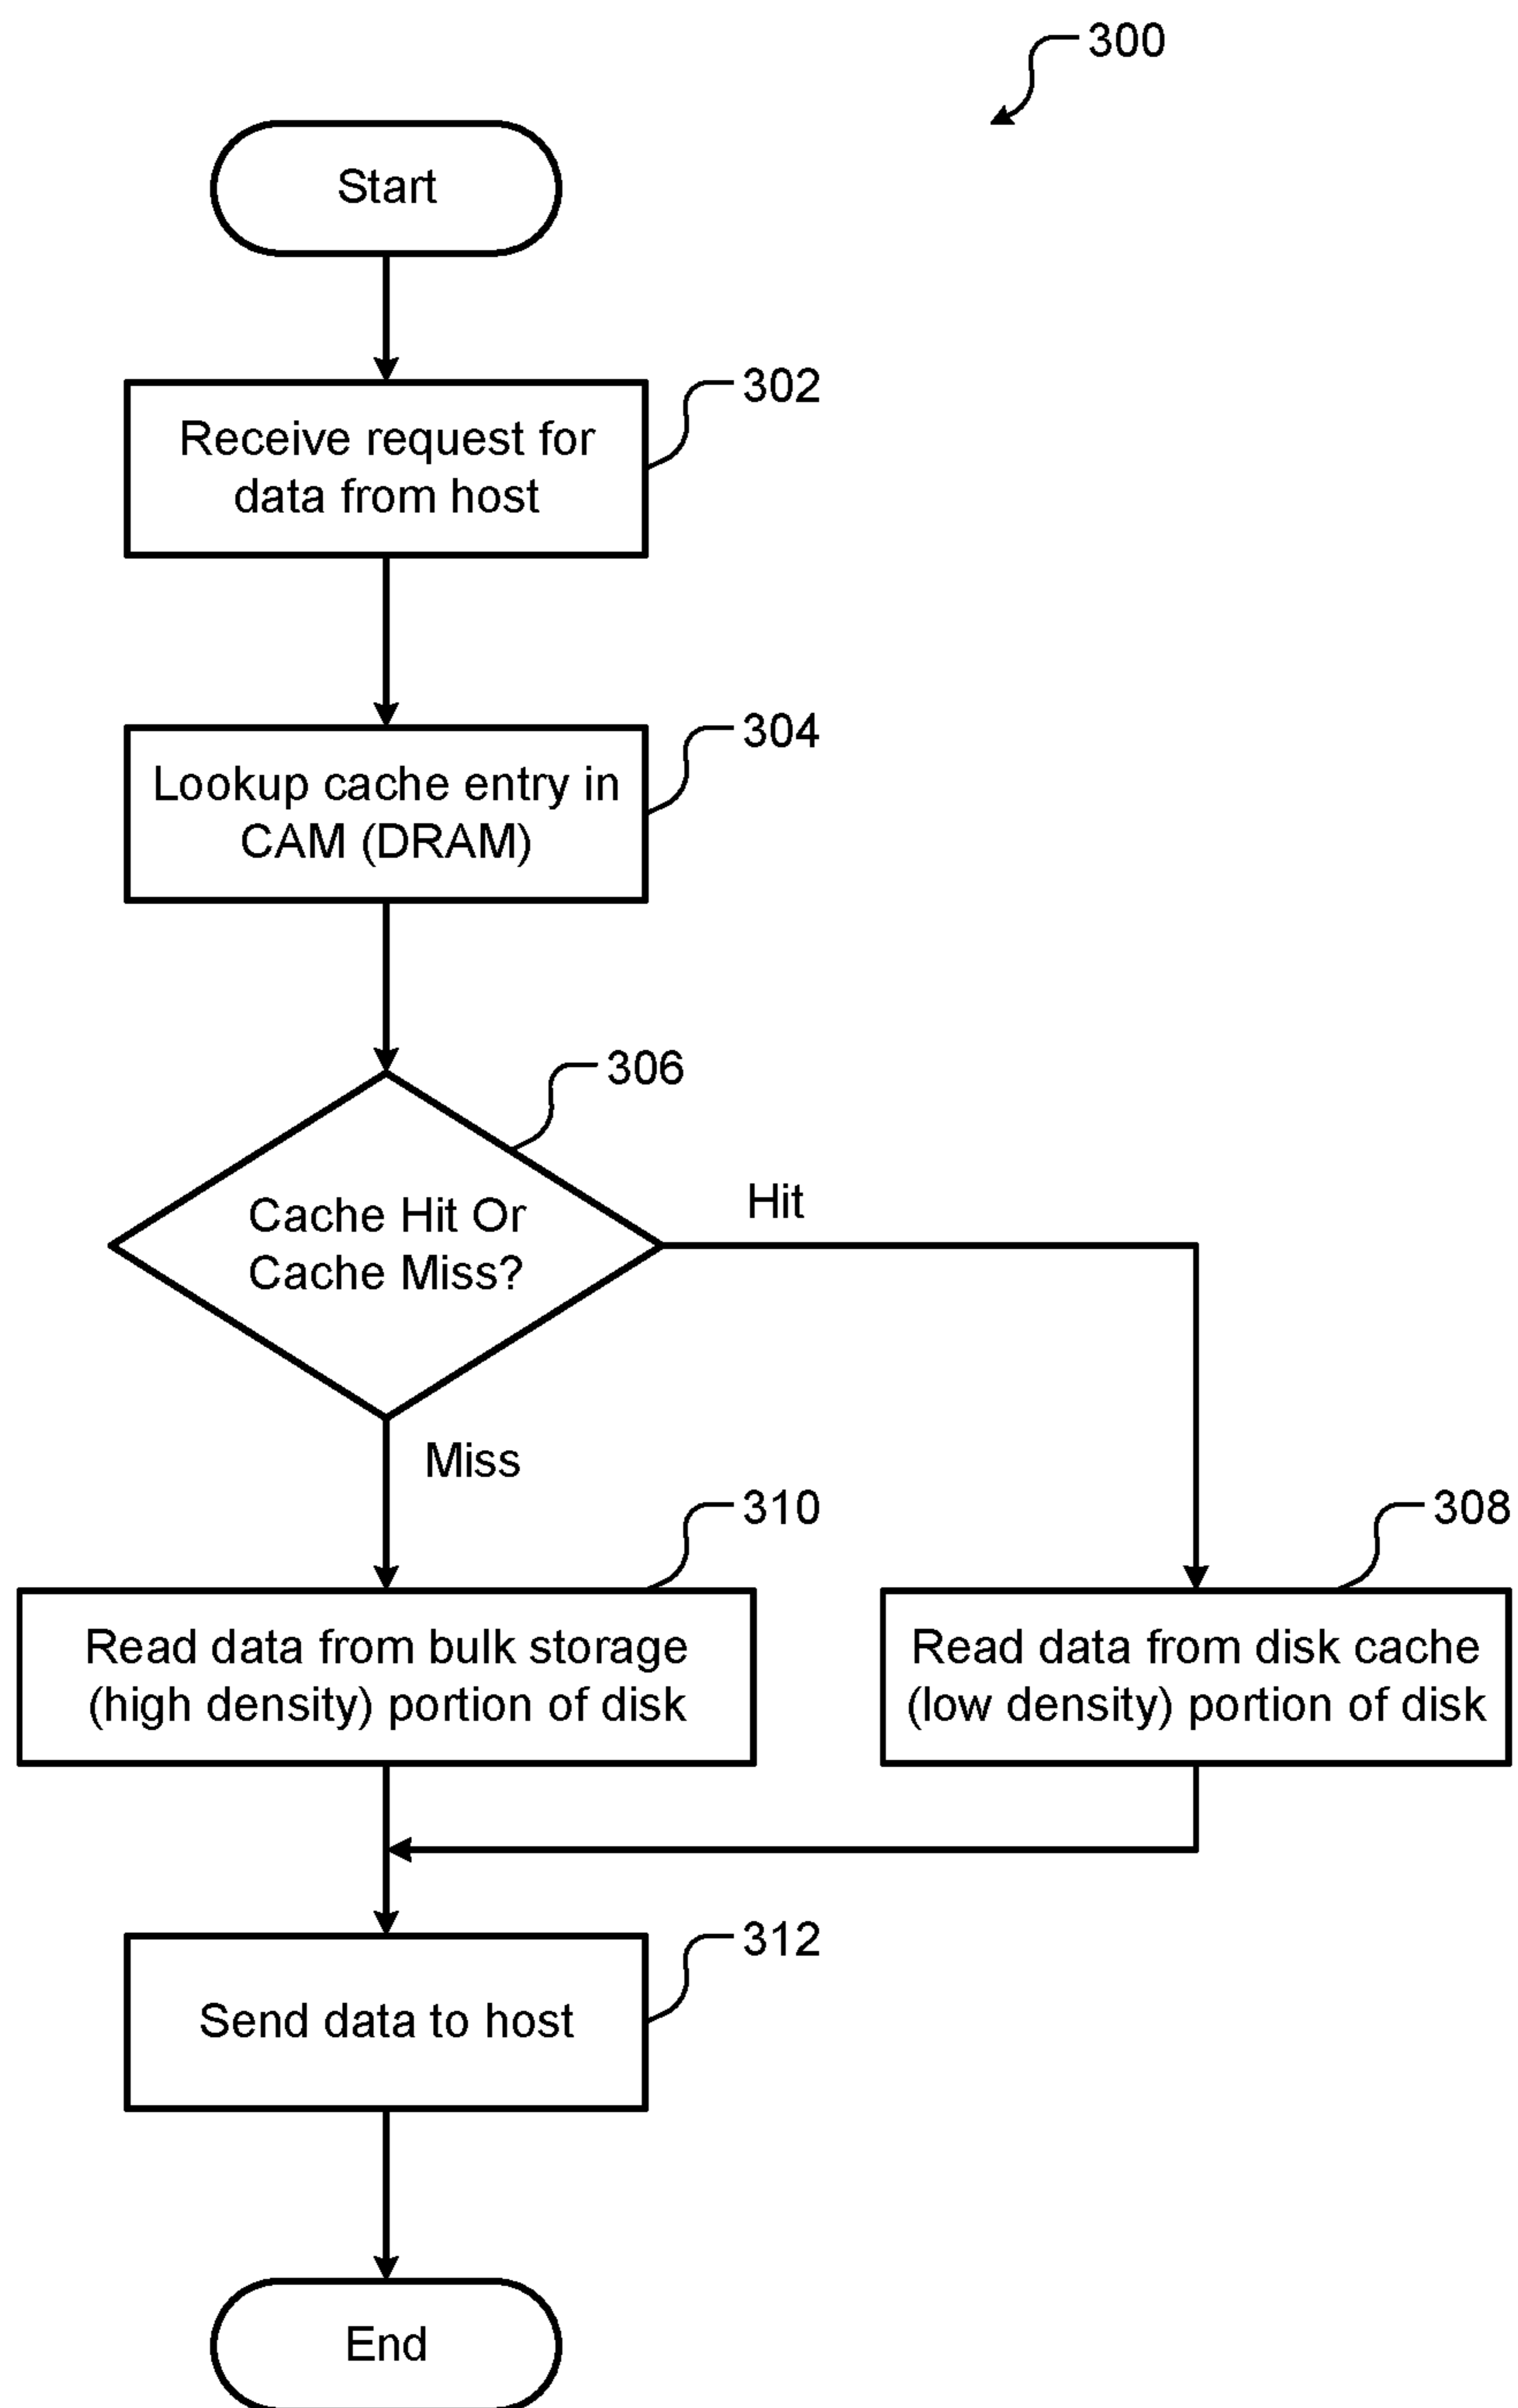 300
Start
302
Receive request for
data from host
304
Lookup cache entry in
CAM (DRAM)
306
Cache Hit Or
Cache Miss?
Hit
Miss
310
308
Read data from bulk storage
(high density) portion of disk
Read data from disk cache
(low density) portion of disk
312
Send data to host
End